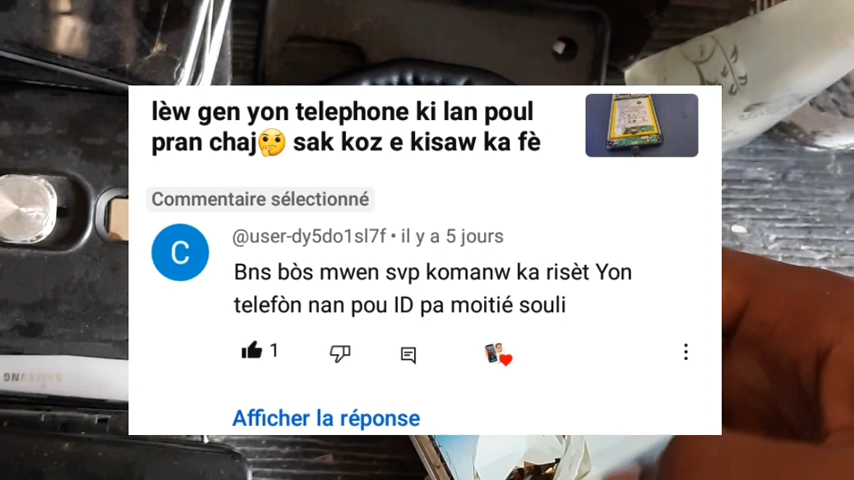 lèw gen yon telephone ki lan poul
pran chaj🤔 sak koz e kisaw ka fè
Commentaire sélectionné
C
@user-dy5do1sl7f • il y a 5 jours
Bns bòs mwen svp komanw ka risèt Yon
telefòn nan pou ID pa moitié souli
1
Afficher la réponse
SAMSUNG